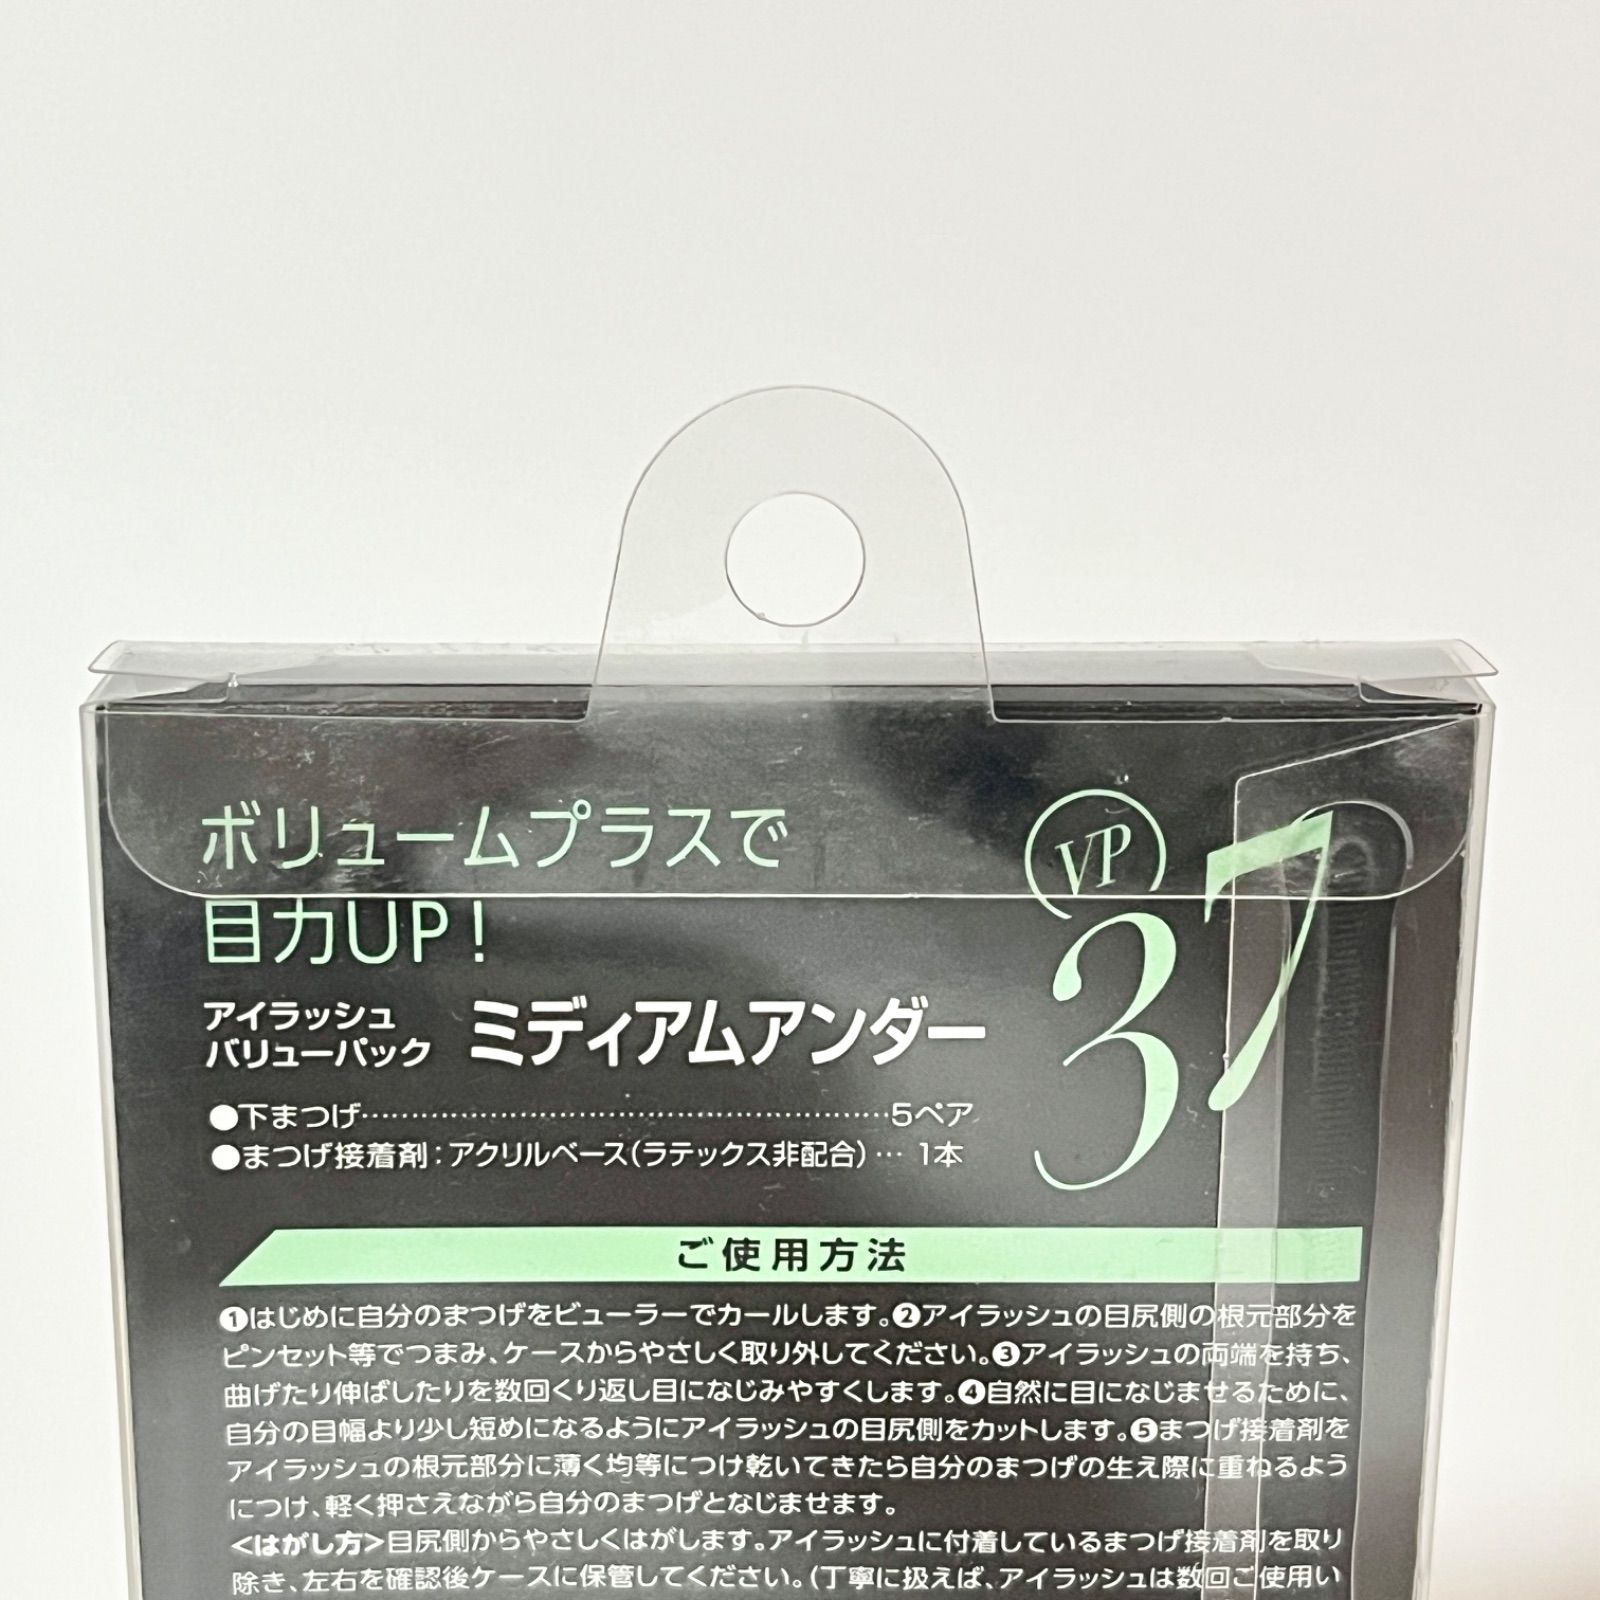 ボリュームプラスで
目力UP!
VP
37
アイラッシュ
バリューパック
ミディアムアンダー
●下まつげ……………………………………………………5ペア
●まつげ接着剤：アクリルベース(ラテックス非配合)… 1本
ご使用方法
❶はじめに自分のまつげをビューラーでカールします。❷アイラッシュの目尻側の根元部分を
ピンセット等でつまみ、ケースからやさしく取り外してください。❸アイラッシュの両端を持ち、
曲げたり伸ばしたりを数回くり返し目になじみやすくします。❹自然に目になじませるために、
自分の目幅より少し短めになるようにアイラッシュの目尻側をカットします。❺まつげ接着剤を
アイラッシュの根元部分に薄く均等につけ乾いてきたら自分のまつげの生え際に重ねるよう
につけ、軽く押さえながら自分のまつげとなじませます。
<はがし方>目尻側からやさしくはがします。アイラッシュに付着しているまつげ接着剤を取り
除き、左右を確認後ケースに保管してください。(丁寧に扱えば、アイラッシュは数回ご使用い